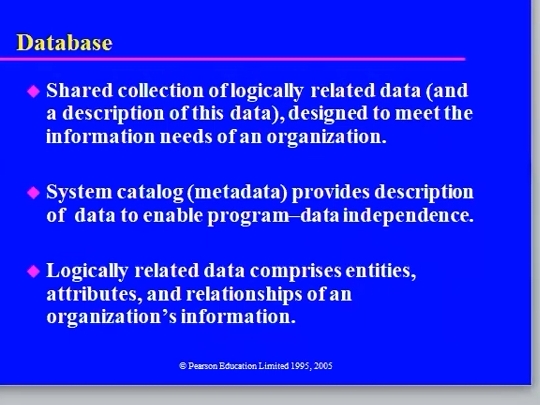 Database
Shared collection of logically related data (and
a description of this data), designed to meet the
information needs of an organization.
System catalog (metadata) provides description
of data to enable program–data independence.
Logically related data comprises entities,
attributes, and relationships of an
organization's information.
© Pearson Education Limited 1995, 2005